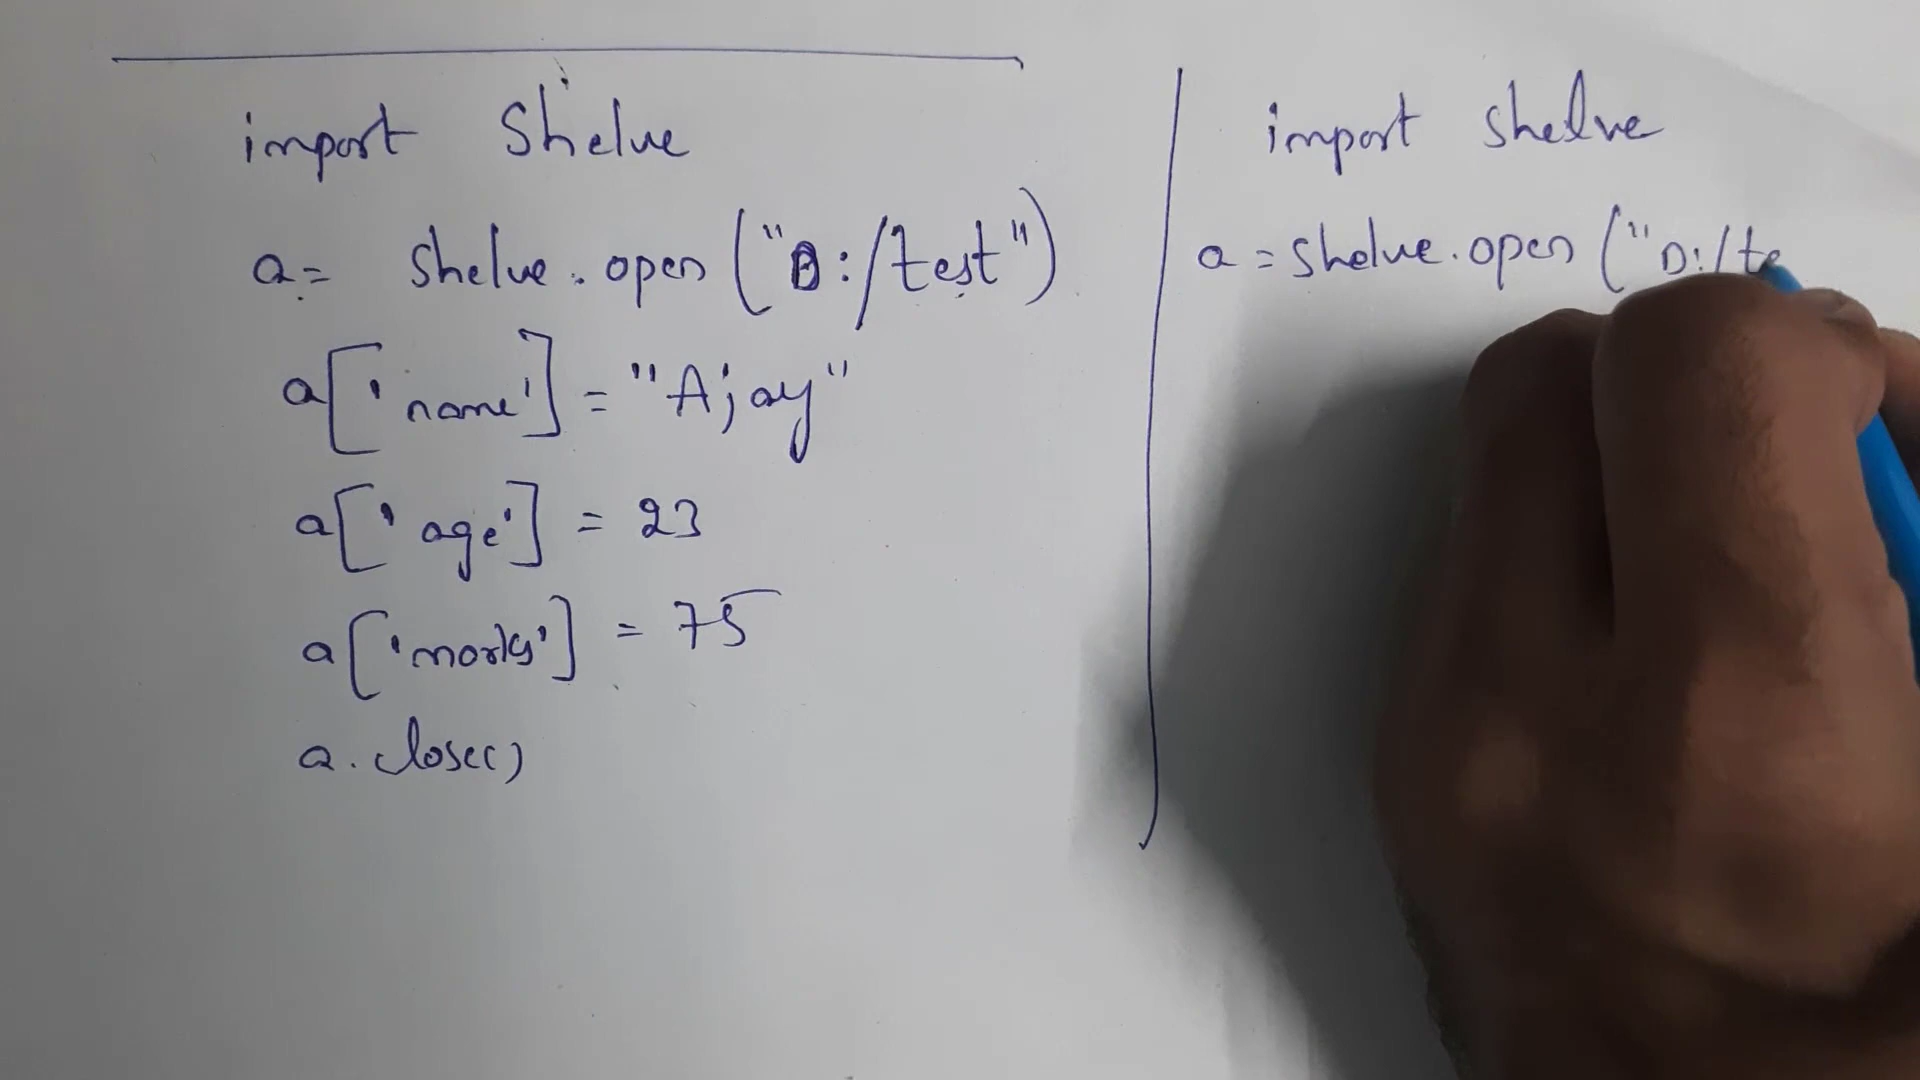 import Shelve
a= Shelve.open("D:/test")
a['name'] = "Ajay"
a['age'] = 23
a['marks'] = 75
a.close()
import shelve
a = shelve.open ("D:/te